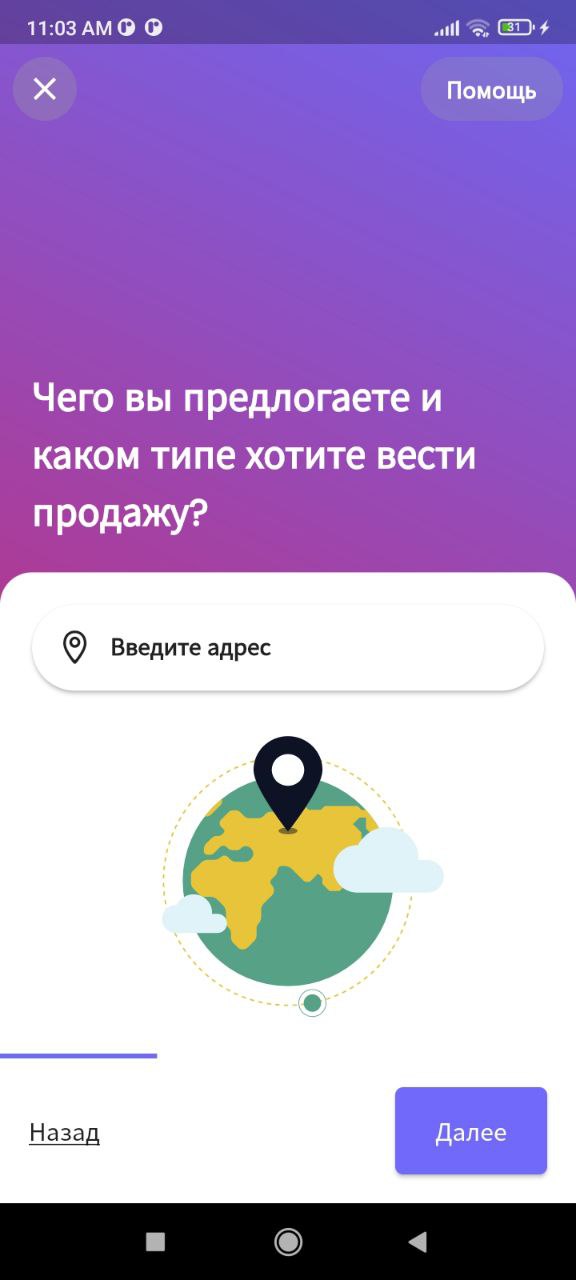 11:03 AM
31
Помощь
Чего вы предлогаете и
каком типе хотите вести
продажу?
Введите адрес
Назад
Далее